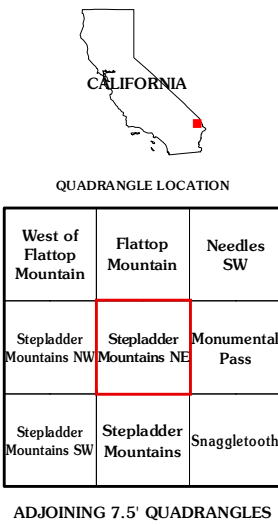 CALIFORNIA
QUADRANGLE LOCATION
West of
Flattop
Mountain
Flattop
Mountain
Needles
SW
Stepladder
Mountains NW
Stepladder
Mountains NE
Monumental
Pass
Stepladder
Mountains SW
Stepladder
Mountains
Snaggletooth
ADJOINING 7.5' QUADRANGLES